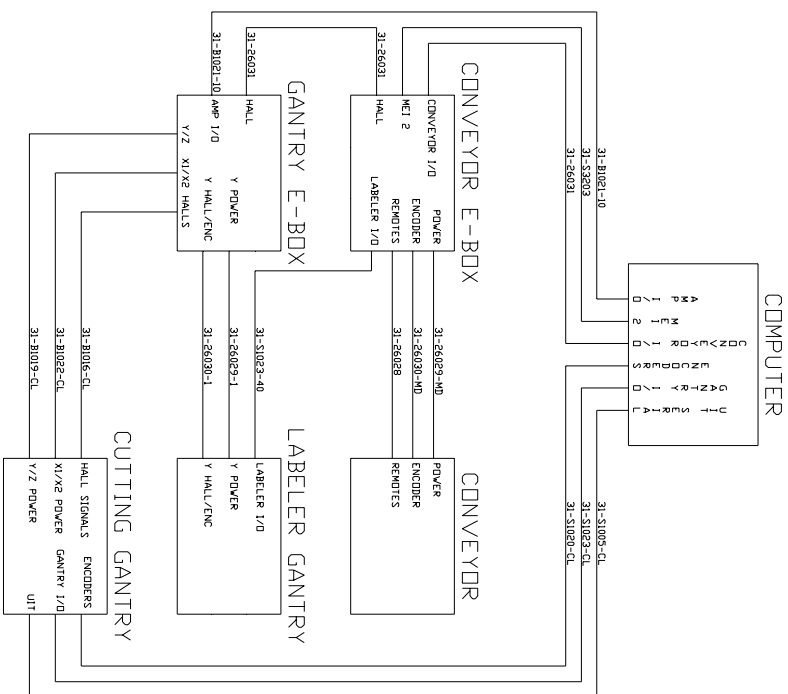 COMPUTER
AMP I/O
MEI 2
CONVEYOR I/O
ENCODERS
GANTRY I/O
UIT SERIAL
31-B1021-10
31-S3203
31-26031
31-S1005-CL
31-S1023-CL
31-S1020-CL
CONVEYOR E-BOX
CONVEYOR I/O
MEI 2
HALL
POWER
ENCODER
REMOTES
LABELER I/O
31-26031
31-26029-MD
31-26030-MD
31-26028
CONVEYOR
POWER
ENCODER
REMOTES
GANTRY E-BOX
HALL
AMP I/O
Y POWER
Y HALL/ENC
Y/Z
X1/X2
HALLS
31-26031
31-B1021-10
31-S1023-40
31-26029-1
31-26030-1
LABELER GANTRY
LABELER I/O
Y POWER
Y HALL/ENC
31-B1016-CL
31-B1022-CL
31-B1019-CL
CUTTING GANTRY
HALL SIGNALS
X1/X2 POWER
Y/Z POWER
ENCODERS
GANTRY I/O
UIT